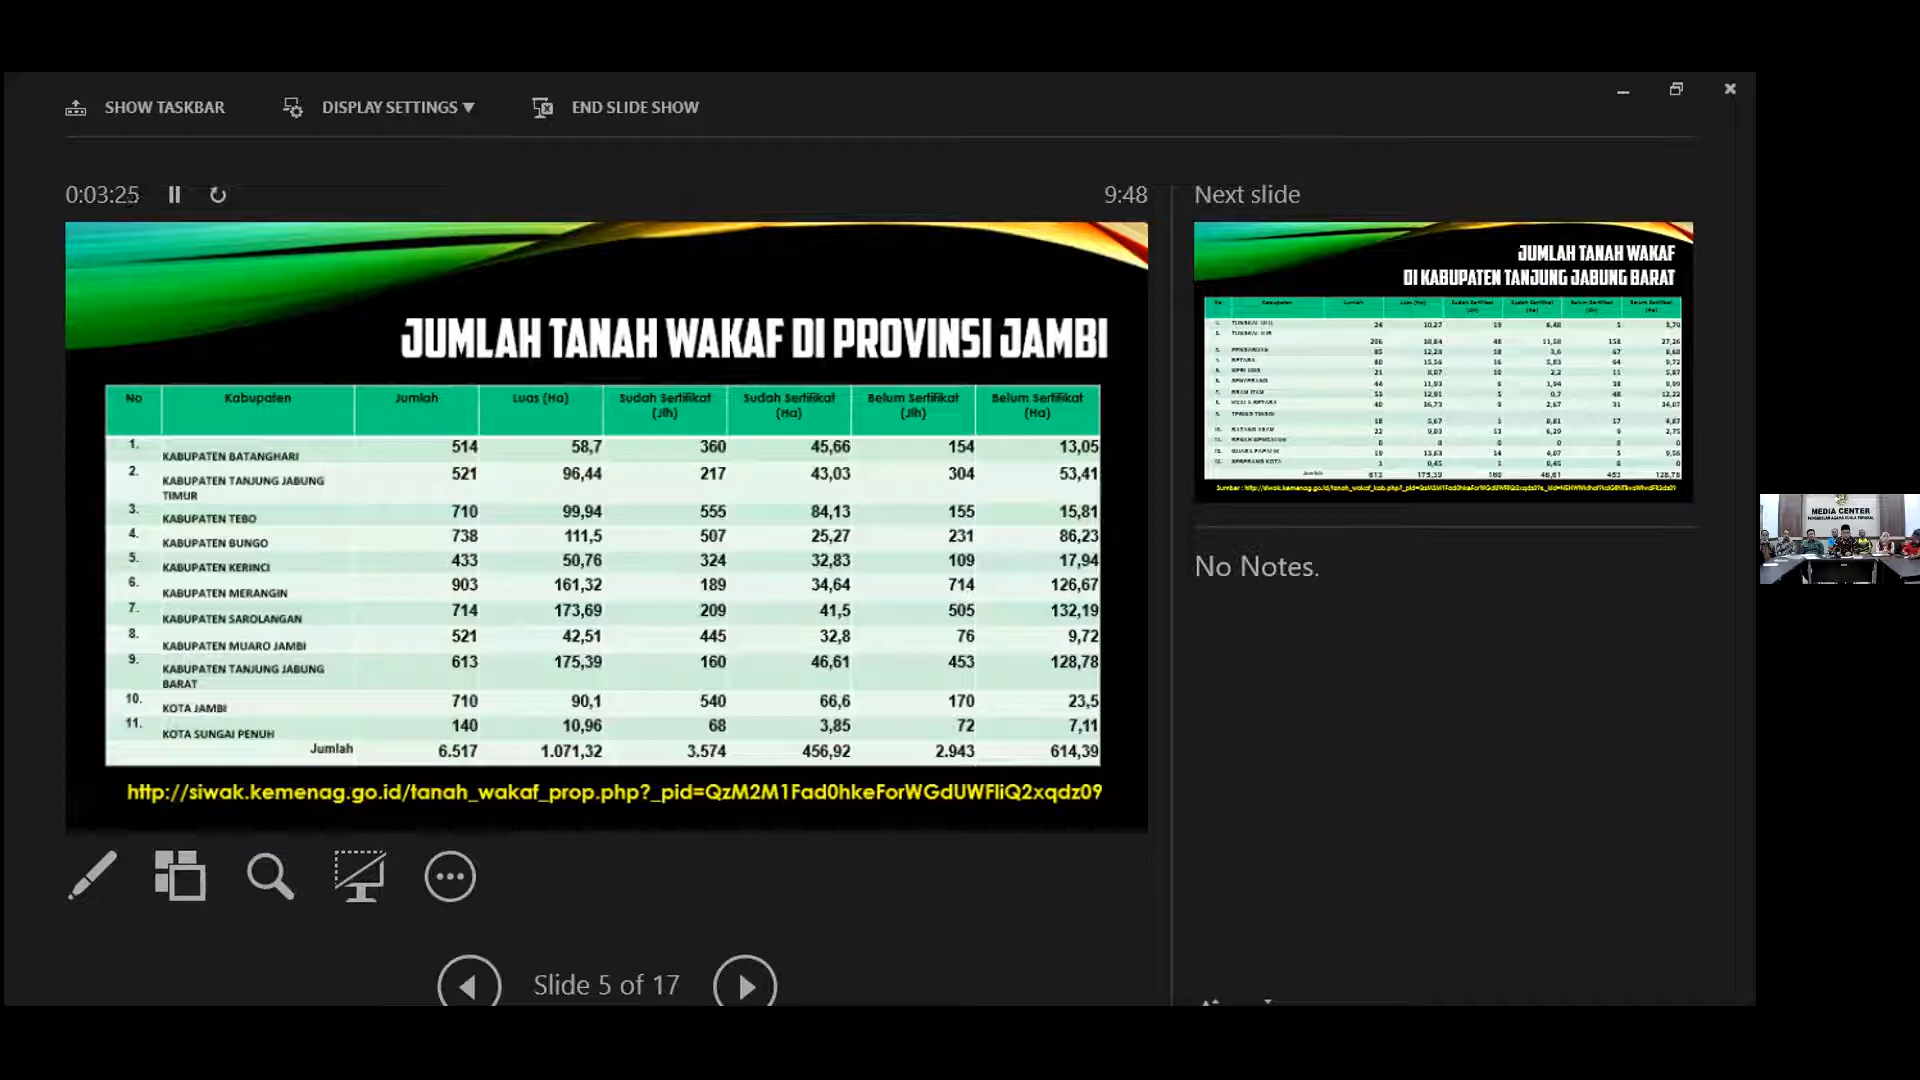 SHOW TASKBAR DISPLAY SETTINGS ▼ END SLIDE SHOW
0:03:25 9:48
JUMLAH TANAH WAKAF DI PROVINSI JAMBI
No Kabupaten Jumlah Luas (Ha) Sudah Sertifikat (Jlh) Sudah Sertifikat (Ha) Belum Sertifikat (Jlh) Belum Sertifikat (Ha)
1. KABUPATEN BATANGHARI 514 58,7 360 45,66 154 13,05
2. KABUPATEN TANJUNG JABUNG TIMUR 521 96,44 217 43,03 304 53,41
3. KABUPATEN TEBO 710 99,94 555 84,13 155 15,81
4. KABUPATEN BUNGO 738 111,5 507 25,27 231 86,23
5. KABUPATEN KERINCI 433 50,76 324 32,83 109 17,94
6. KABUPATEN MERANGIN 903 161,32 189 34,64 714 126,67
7. KABUPATEN SAROLANGAN 714 173,69 209 41,5 505 132,19
8. KABUPATEN MUARO JAMBI 521 42,51 445 32,8 76 9,72
9. KABUPATEN TANJUNG JABUNG BARAT 613 175,39 160 46,61 453 128,78
10. KOTA JAMBI 710 90,1 540 66,6 170 23,5
11. KOTA SUNGAI PENUH 140 10,96 68 3,85 72 7,11
Jumlah 6.517 1.071,32 3.574 456,92 2.943 614,39
http://siwak.kemenag.go.id/tanah_wakaf_prop.php?_pid=QzM2M1Fad0hkeForWGdUWFliQ2xqdz09
Slide 5 of 17
Next slide
JUMLAH TANAH WAKAF
DI KABUPATEN TANJUNG JABUNG BARAT
Jumlah 613 175,39 160 46,61 453 128,78
No Notes.
MEDIA CENTER